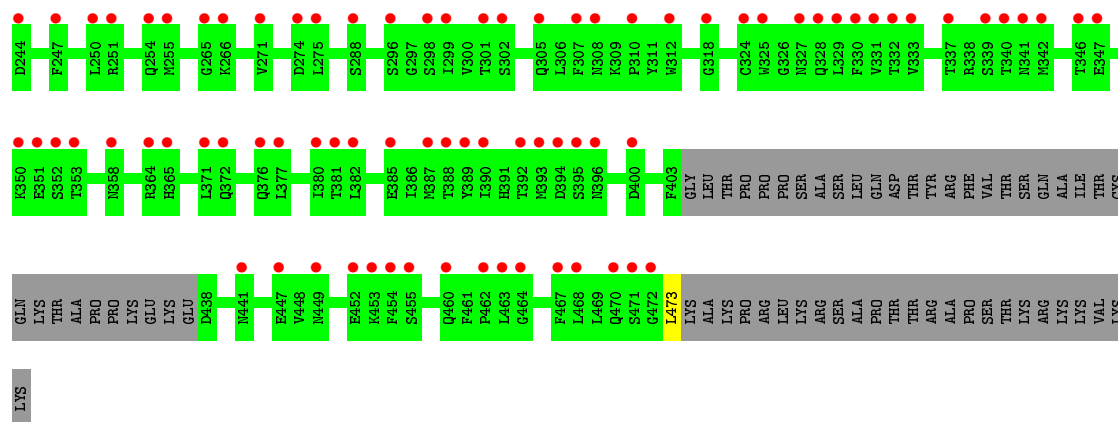 D244 F247 L250 R251 Q254 M255 G265 K266 V271 D274 L275 S288 S296 G297 S298 I299 V300 T301 S302 Q305 L306 F307 N308 K309 P310 Y311 W312 G318 C324 W325 G326 N327 Q328 L329 F330 V331 T332 V333 T337 R338 S339 T340 N341 M342 T346 E347
K350 E351 S352 T353 N358 R364 H365 L371 Q372 Q376 L377 I380 T381 L382 E385 I386 M387 T388 Y389 I390 H391 T392 M393 D394 S395 N396 D400 F403 GLY LEU THR PRO PRO PRO SER ALA SER LEU GLN ASP THR TYR ARG PHE VAL THR SER GLN ALA ILE THR CYS
GLN LYS THR ALA PRO PRO LYS GLU LYS GLU D438 N441 E447 V448 N449 E452 K453 F454 S455 Q460 F461 P462 L463 G464 F467 L468 L469 Q470 S471 G472 L473 LYS ALA LYS PRO ARG LEU LYS ARG SER ALA PRO THR THR ARG ALA PRO SER THR LYS ARG LYS LYS VAL LYS
LYS